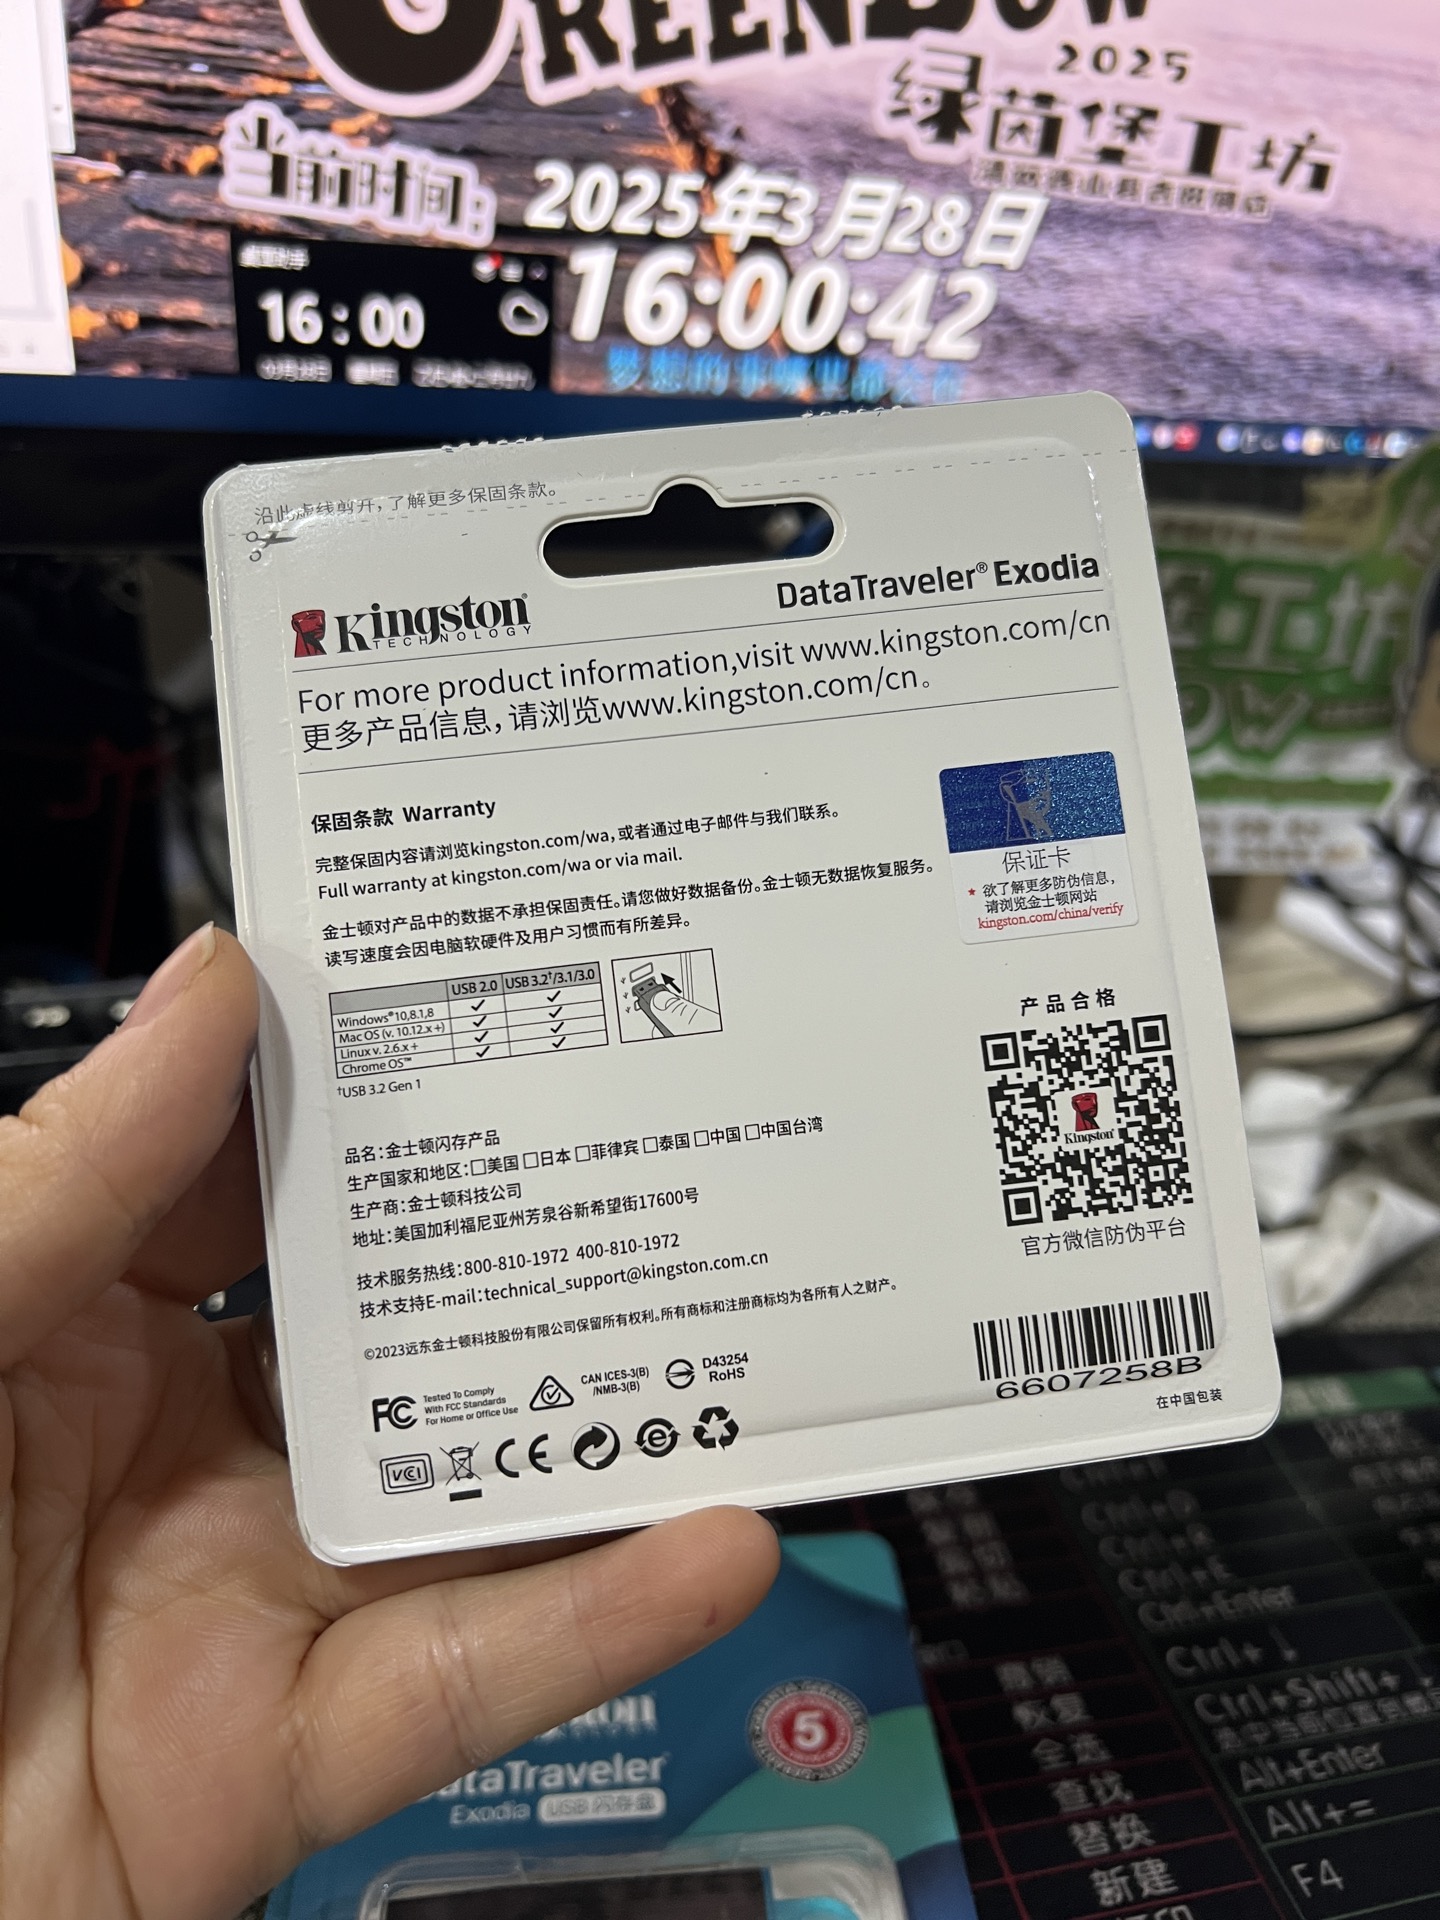 GREENBOW
2025
绿茵堡工坊
当前时间:
2025年3月28日
16:00:42
16:00
沿此虚线剪开,了解更多保固条款。
Kingston®
TECHNOLOGY
DataTraveler® Exodia
For more product information,visit www.kingston.com/cn
更多产品信息,请浏览www.kingston.com/cn。
保固条款 Warranty
完整保固内容请浏览kingston.com/wa,或者通过电子邮件与我们联系。
Full warranty at kingston.com/wa or via mail.
金士顿对产品中的数据不承担保固责任。请您做好数据备份。金士顿无数据恢复服务。
读写速度会因电脑软硬件及用户习惯而有所差异。
保证卡
★ 欲了解更多防伪信息,
请浏览金士顿网站
kingston.com/china/verify
USB 2.0 USB 3.2†/3.1/3.0
Windows®10,8.1,8 ✓ ✓
Mac OS (v. 10.12.x +) ✓ ✓
Linux v. 2.6.x + ✓ ✓
Chrome OS™ ✓ ✓
†USB 3.2 Gen 1
产品合格
Kingston
官方微信防伪平台
品名:金士顿闪存产品
生产国家和地区:□美国 □日本 □菲律宾 □泰国 □中国 □中国台湾
生产商:金士顿科技公司
地址:美国加利福尼亚州芳泉谷新希望街17600号
技术服务热线:800-810-1972 400-810-1972
技术支持E-mail:technical_support@kingston.com.cn
©2023远东金士顿科技股份有限公司保留所有权利。所有商标和注册商标均为各所有人之财产。
FC
Tested To Comply
With FCC Standards
For Home or Office Use
CAN ICES-3(B)
/NMB-3(B)
D43254
RoHS
VCI
CE
e
6607258B
在中国包装
工坊
OW
DataTraveler
Exodia USB 闪存盘
5
Ctrl+D
Ctrl+R
Ctrl+E
Ctrl+Enter
Ctrl+↓
Ctrl+Shift+
Alt+Enter
Alt+=
F4
撤销
恢复
全选
查找
替换
新建